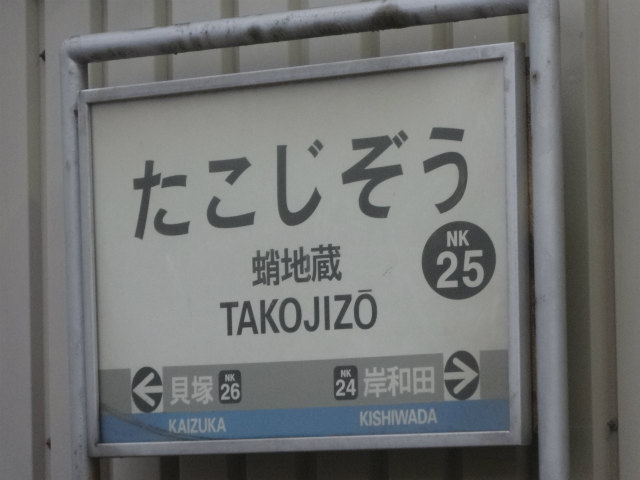 たこじぞう
蛸地蔵
NK
25
TAKOJIZŌ
← 貝塚 NK 26
NK 24 岸和田 →
KAIZUKA
KISHIWADA